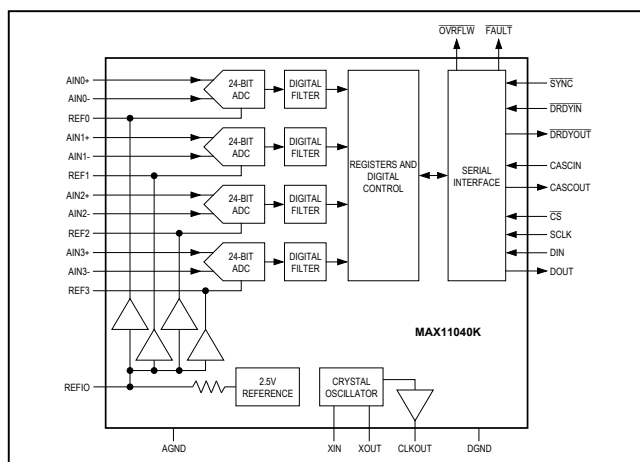 OVRFLW FAULT
AIN0+
AIN0-
REF0
AIN1+
AIN1-
REF1
AIN2+
AIN2-
REF2
AIN3+
AIN3-
REF3
REFIO
24-BIT
ADC
DIGITAL
FILTER
24-BIT
ADC
DIGITAL
FILTER
24-BIT
ADC
DIGITAL
FILTER
24-BIT
ADC
DIGITAL
FILTER
REGISTERS AND
DIGITAL
CONTROL
SERIAL
INTERFACE
SYNC
DRDYIN
DRDYOUT
CASCIN
CASCOUT
CS
SCLK
DIN
DOUT
MAX11040K
2.5V
REFERENCE
CRYSTAL
OSCILLATOR
AGND XIN XOUT CLKOUT DGND